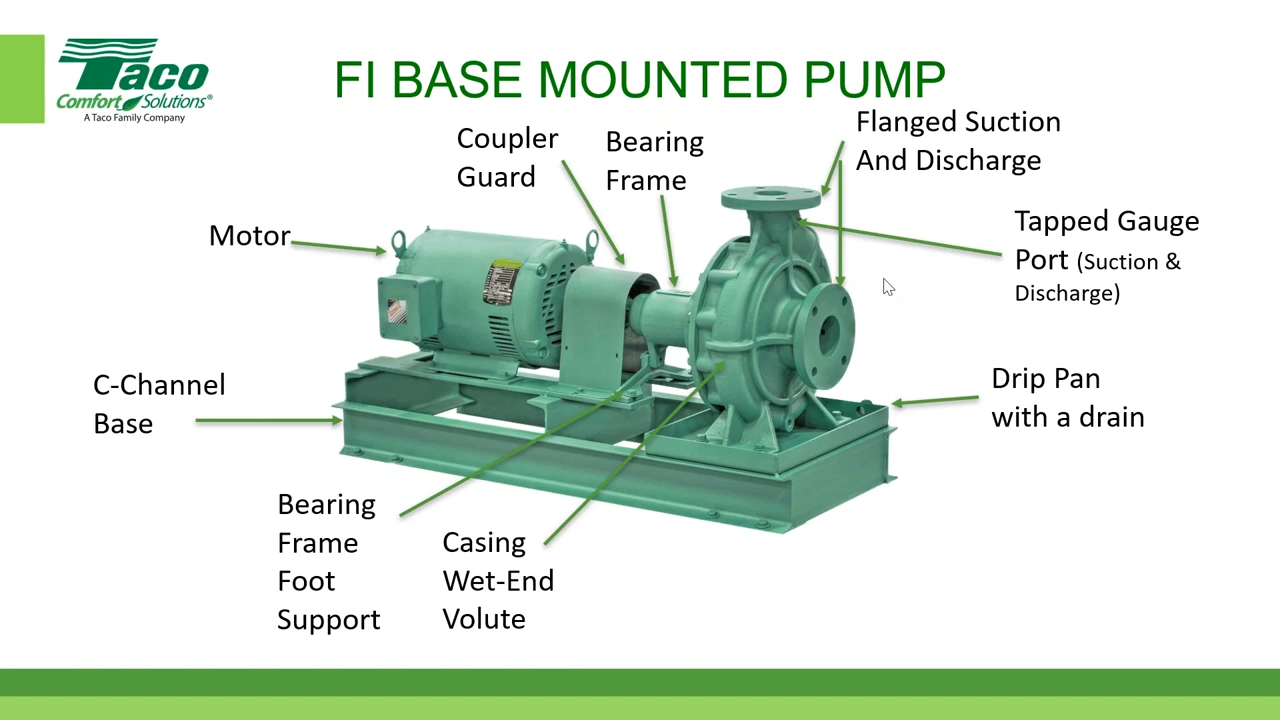 Taco
Comfort Solutions®
A Taco Family Company
FI BASE MOUNTED PUMP
Coupler
Guard
Bearing
Frame
Flanged Suction
And Discharge
Motor
Tapped Gauge
Port (Suction &
Discharge)
C-Channel
Base
Drip Pan
with a drain
Bearing
Frame
Foot
Support
Casing
Wet-End
Volute